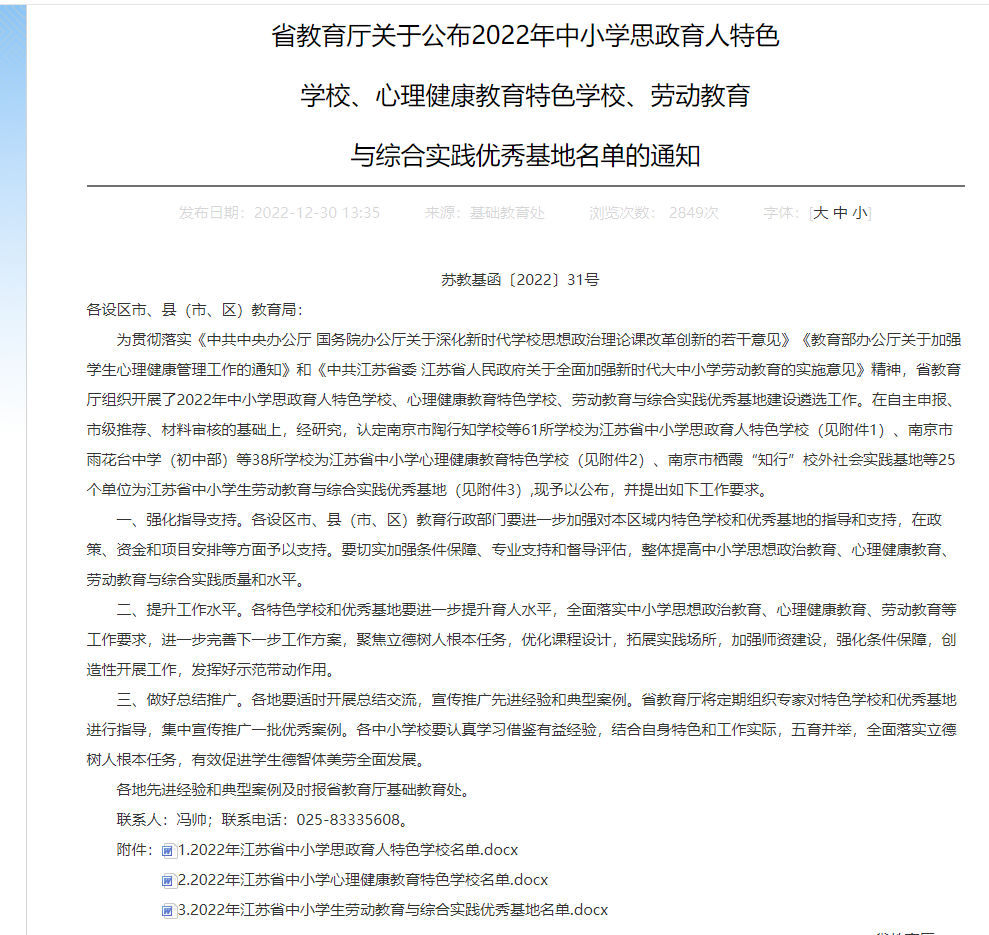 省教育厅关于公布2022年中小学思政育人特色
学校、心理健康教育特色学校、劳动教育
与综合实践优秀基地名单的通知
发布日期：2022-12-30 13:35 来源：基础教育处 浏览次数： 2849次 字体：[大 中 小]
苏教基函〔2022〕31号
各设区市、县（市、区）教育局：
为贯彻落实《中共中央办公厅 国务院办公厅关于深化新时代学校思想政治理论课改革创新的若干意见》《教育部办公厅关于加强
学生心理健康管理工作的通知》和《中共江苏省委 江苏省人民政府关于全面加强新时代大中小学劳动教育的实施意见》精神，省教育
厅组织开展了2022年中小学思政育人特色学校、心理健康教育特色学校、劳动教育与综合实践优秀基地建设遴选工作。在自主申报、
市级推荐、材料审核的基础上，经研究，认定南京市陶行知学校等61所学校为江苏省中小学思政育人特色学校（见附件1）、南京市
雨花台中学（初中部）等38所学校为江苏省中小学心理健康教育特色学校（见附件2）、南京市栖霞“知行”校外社会实践基地等25
个单位为江苏省中小学生劳动教育与综合实践优秀基地（见附件3）,现予以公布，并提出如下工作要求。
一、强化指导支持。各设区市、县（市、区）教育行政部门要进一步加强对本区域内特色学校和优秀基地的指导和支持，在政
策、资金和项目安排等方面予以支持。要切实加强条件保障、专业支持和督导评估，整体提高中小学思想政治教育、心理健康教育、
劳动教育与综合实践质量和水平。
二、提升工作水平。各特色学校和优秀基地要进一步提升育人水平，全面落实中小学思想政治教育、心理健康教育、劳动教育等
工作要求，进一步完善下一步工作方案，聚焦立德树人根本任务，优化课程设计，拓展实践场所，加强师资建设，强化条件保障，创
造性开展工作，发挥好示范带动作用。
三、做好总结推广。各地要适时开展总结交流，宣传推广先进经验和典型案例。省教育厅将定期组织专家对特色学校和优秀基地
进行指导，集中宣传推广一批优秀案例。各中小学校要认真学习借鉴有益经验，结合自身特色和工作实际，五育并举，全面落实立德
树人根本任务，有效促进学生德智体美劳全面发展。
各地先进经验和典型案例及时报省教育厅基础教育处。
联系人：冯帅；联系电话：025-83335608。
附件：1.2022年江苏省中小学思政育人特色学校名单.docx
2.2022年江苏省中小学心理健康教育特色学校名单.docx
3.2022年江苏省中小学生劳动教育与综合实践优秀基地名单.docx